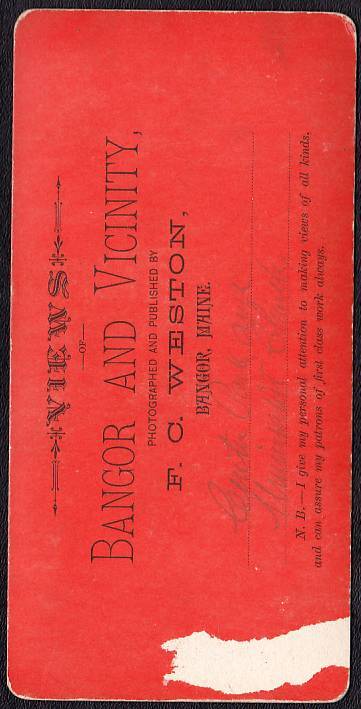 VIEWS
—OF—
BANGOR AND VICINITY,
PHOTOGRAPHED AND PUBLISHED BY
F. C. WESTON,
BANGOR, MAINE.
N. B.—I give my personal attention to making views of all kinds,
and can assure my patrons of first class work always.